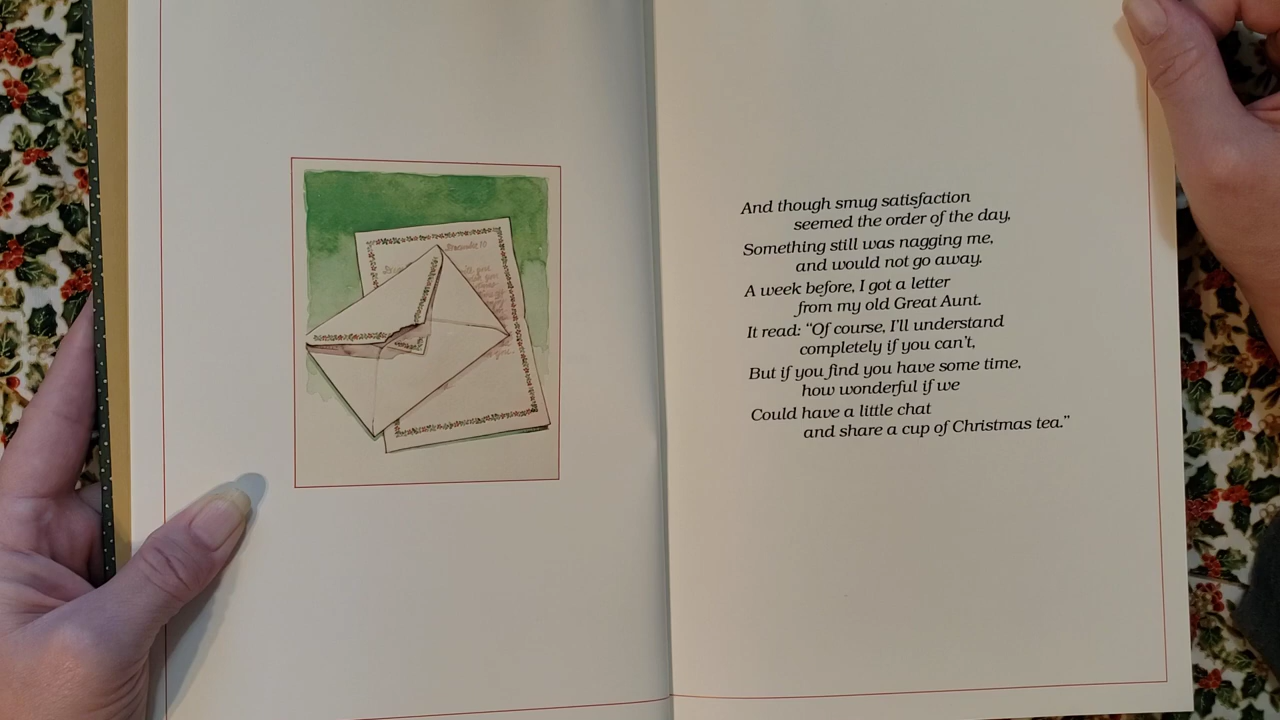 December 10
And though smug satisfaction
seemed the order of the day,
Something still was nagging me,
and would not go away.
A week before, I got a letter
from my old Great Aunt.
It read: “Of course, I’ll understand
completely if you can’t,
But if you find you have some time,
how wonderful if we
Could have a little chat
and share a cup of Christmas tea.”